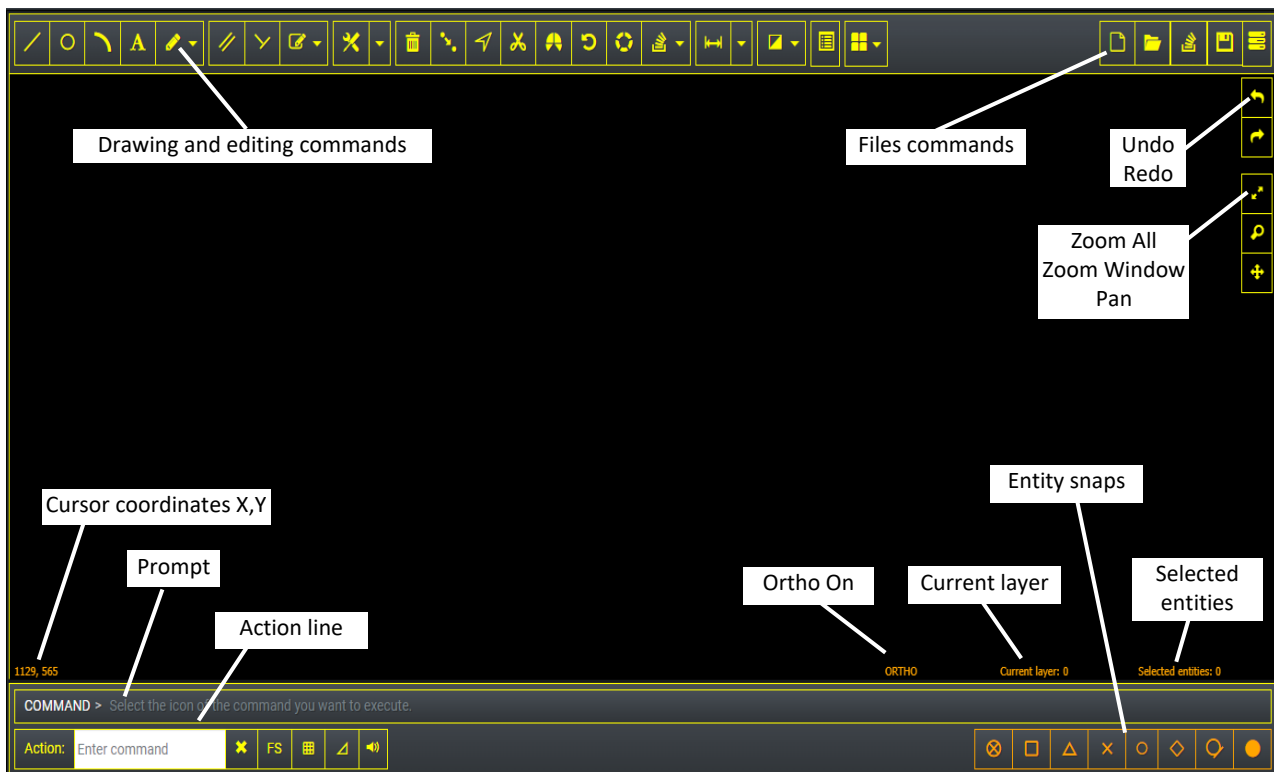 A
Drawing and editing commands
Files commands
Undo
Redo
Zoom All
Zoom Window
Pan
Entity snaps
Cursor coordinates X,Y
Prompt
Ortho On
Current layer
Selected
entities
Action line
1129, 565
ORTHO
Current layer: 0
Selected entities: 0
COMMAND > Select the icon of the command you want to execute.
Action:
Enter command
FS